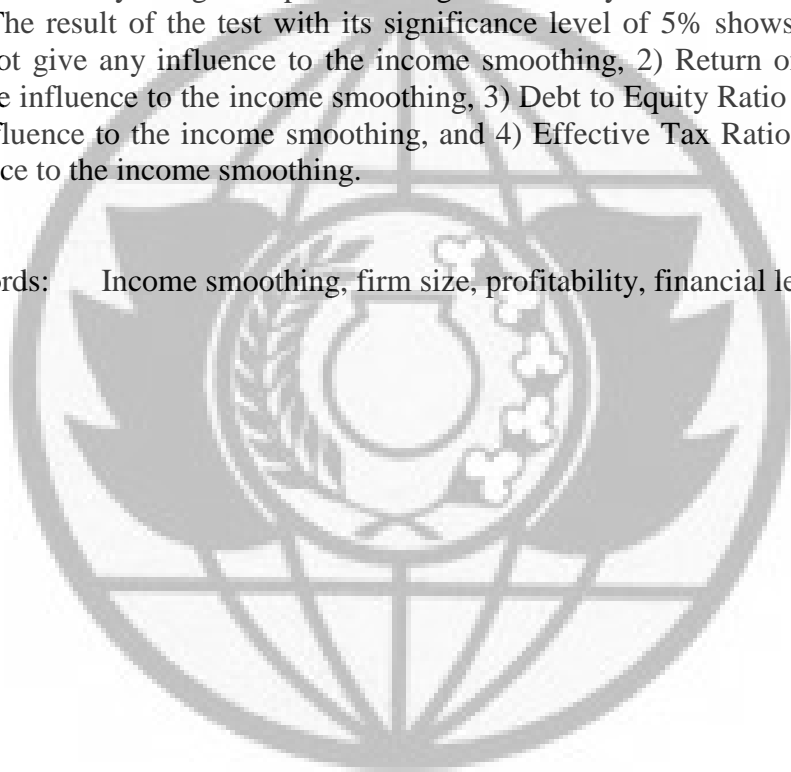 The result of the test with its significance level of 5% shows
ot give any influence to the income smoothing, 2) Return o
e influence to the income smoothing, 3) Debt to Equity Ratio
fluence to the income smoothing, and 4) Effective Tax Ratio
ce to the income smoothing.
rds: Income smoothing, firm size, profitability, financial le